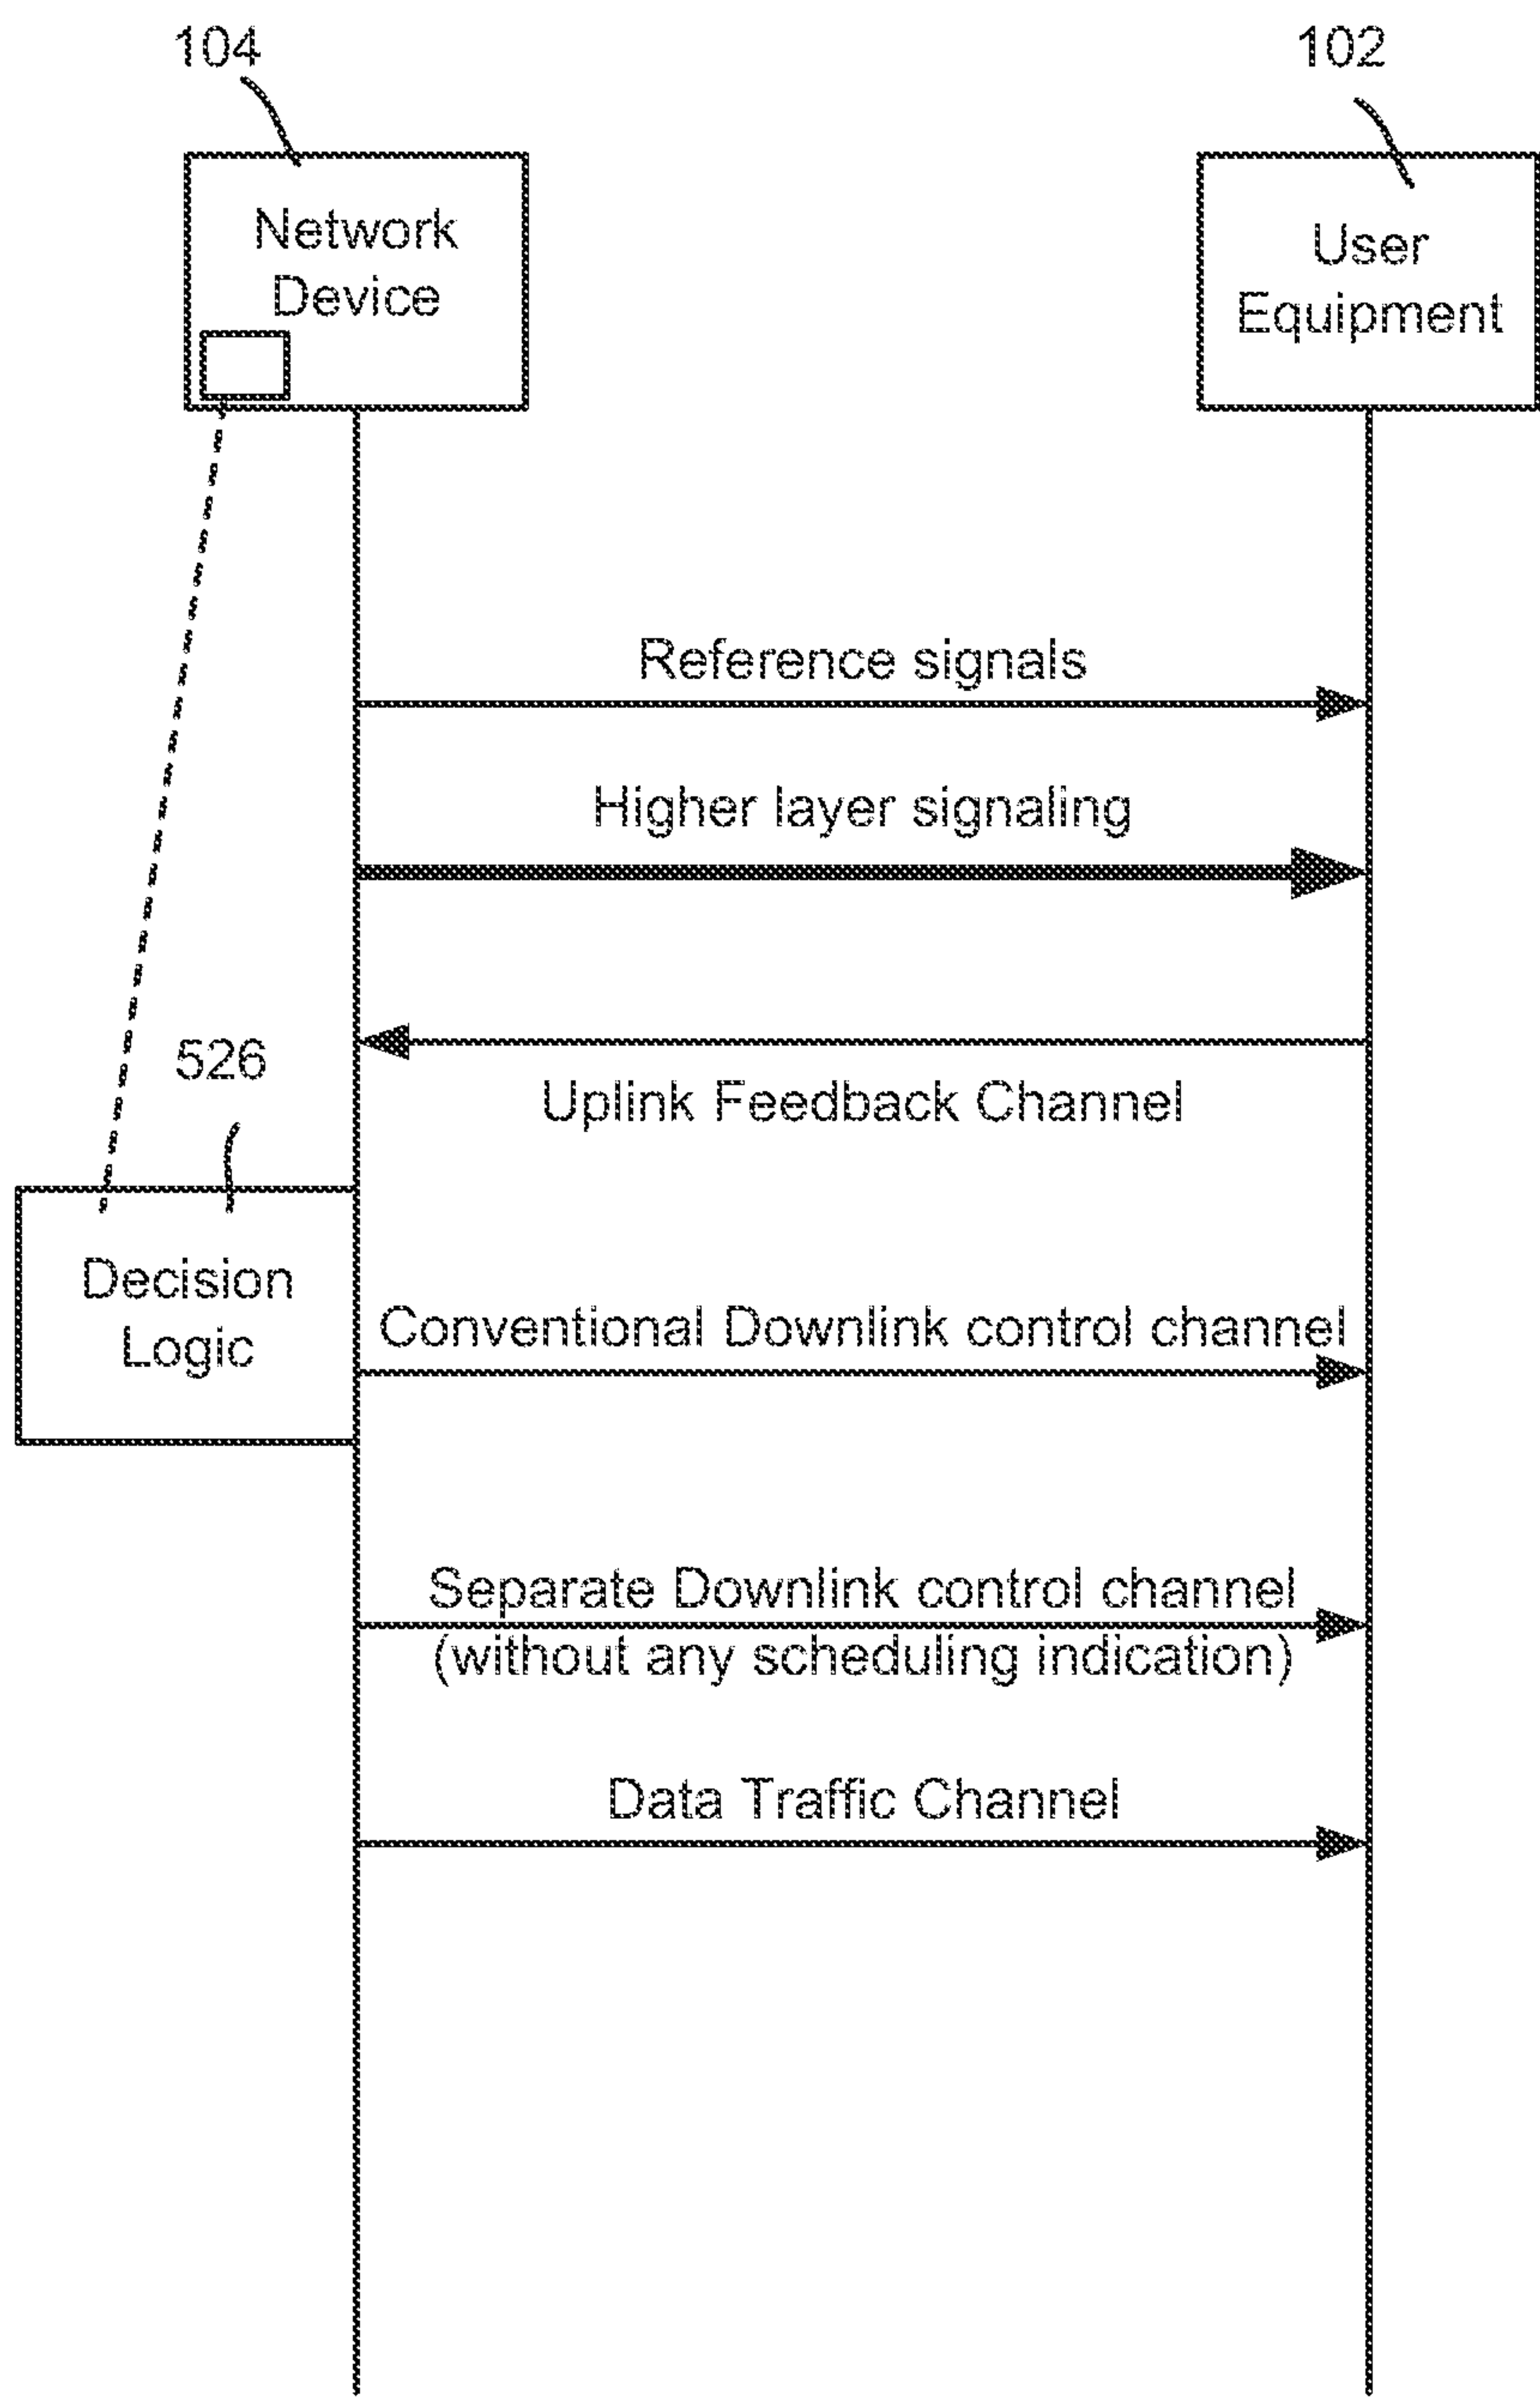 104
102
Network
Device
User
Equipment
Reference signals
Higher layer signaling
526
Uplink Feedback Channel
Decision
Logic
Conventional Downlink control channel
Separate Downlink control channel
(without any scheduling indication)
Data Traffic Channel